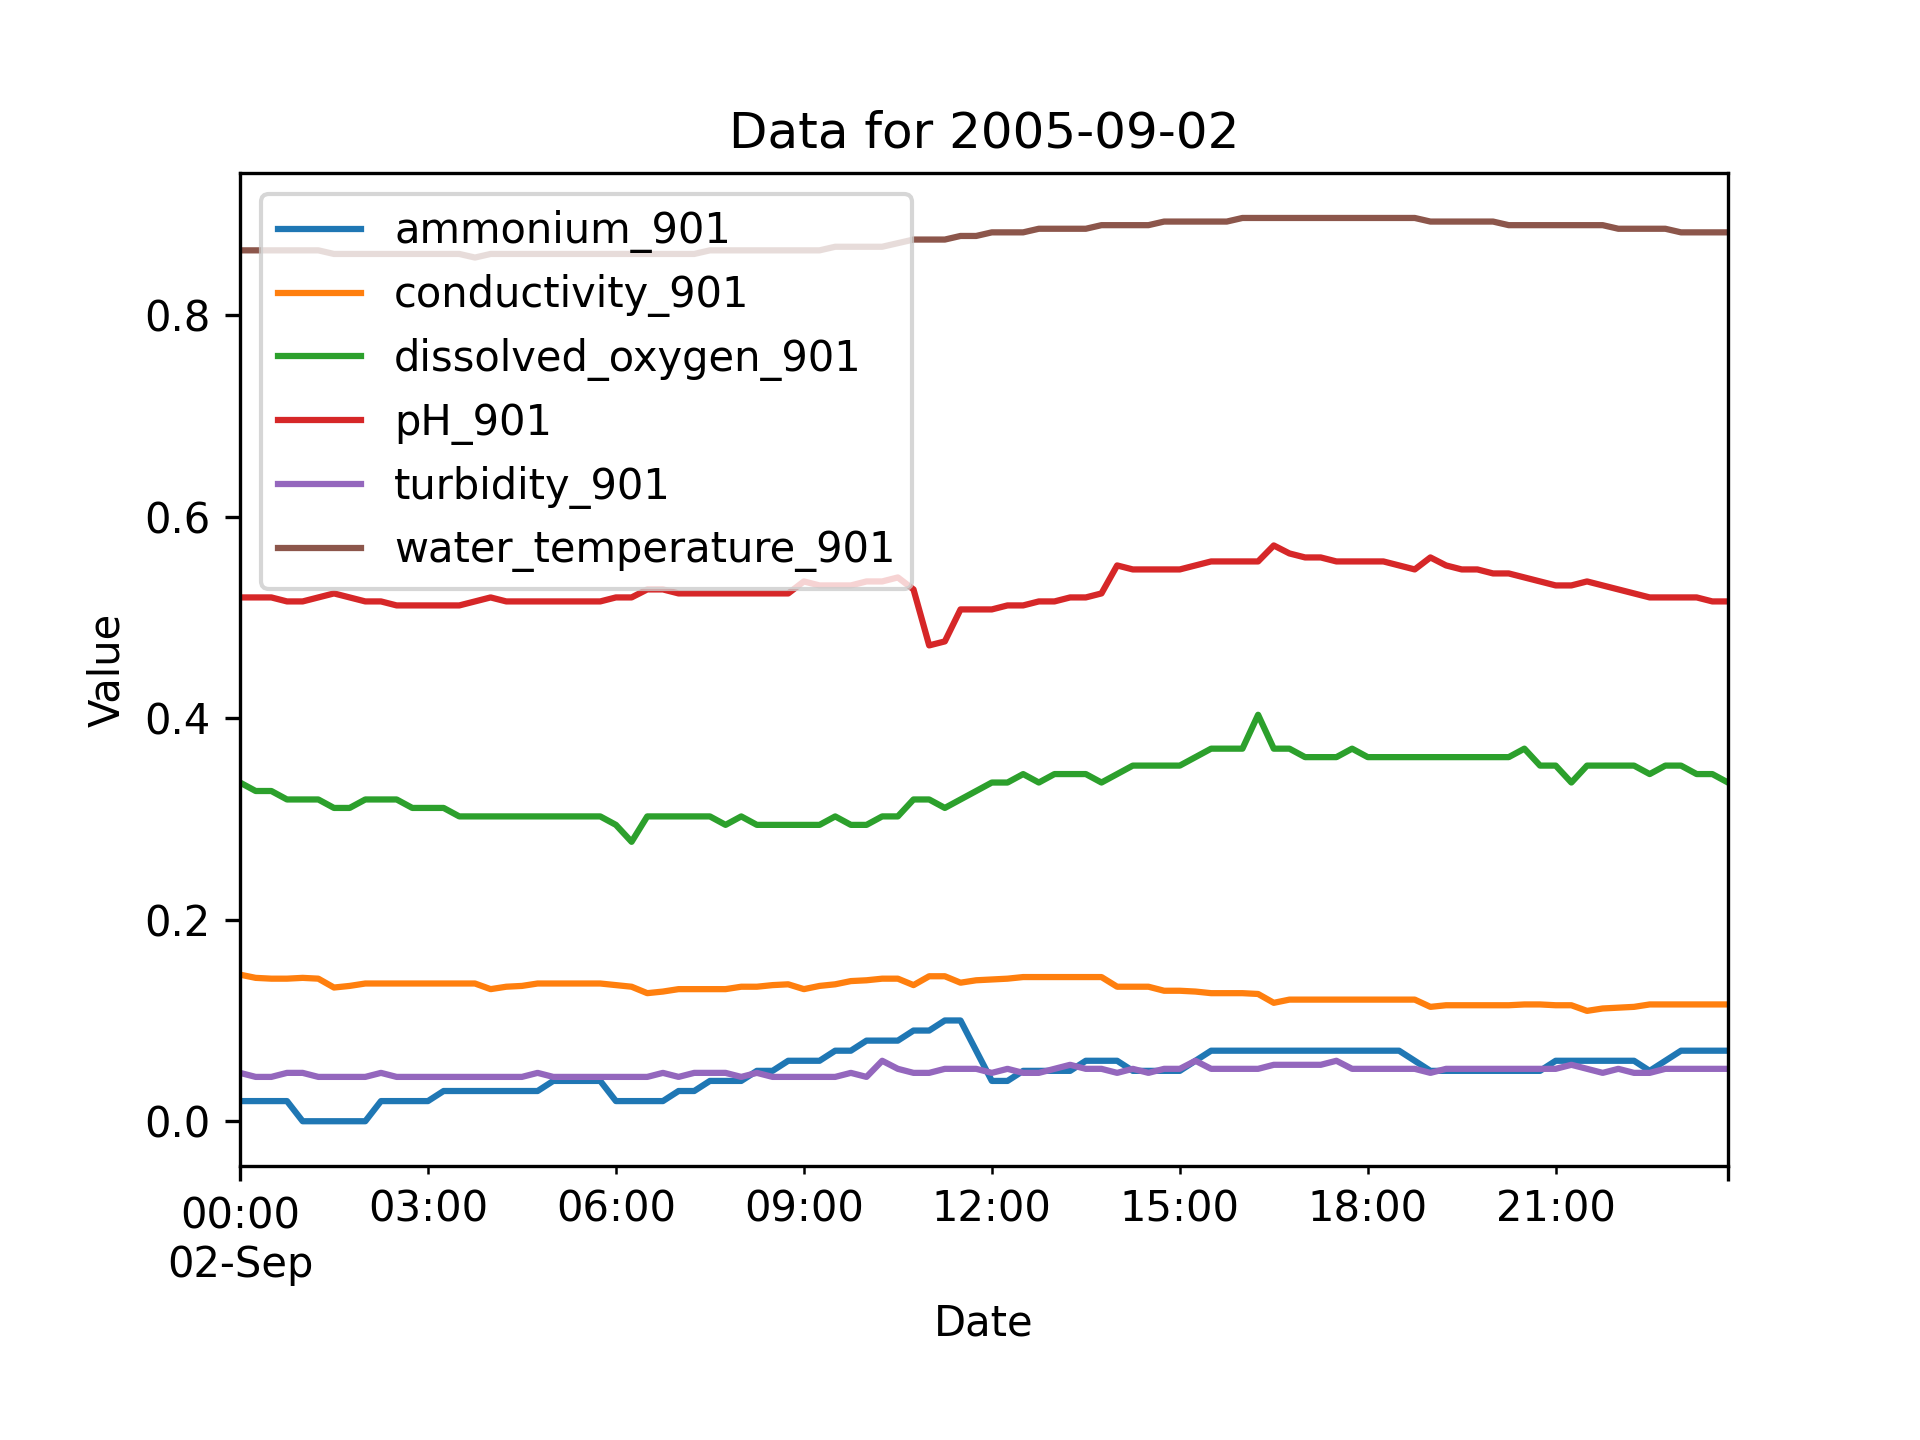 Data for 2005-09-02
ammonium_901
conductivity_901
dissolved_oxygen_901
pH_901
turbidity_901
water_temperature_901
Value
0.8
0.6
0.4
0.2
0.0
00:00 03:00 06:00 09:00 12:00 15:00 18:00 21:00
02-Sep
Date